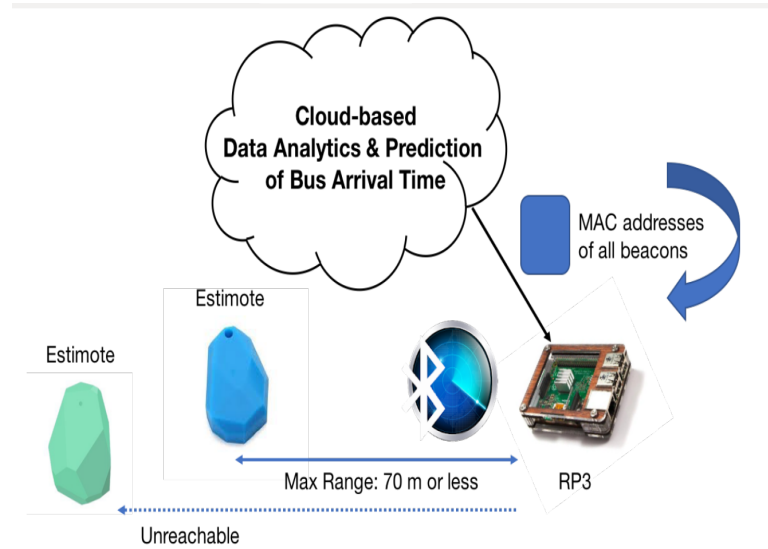 Cloud-based
Data Analytics & Prediction
of Bus Arrival Time
MAC addresses
of all beacons
Estimote
Estimote
Max Range: 70 m or less
RP3
Unreachable